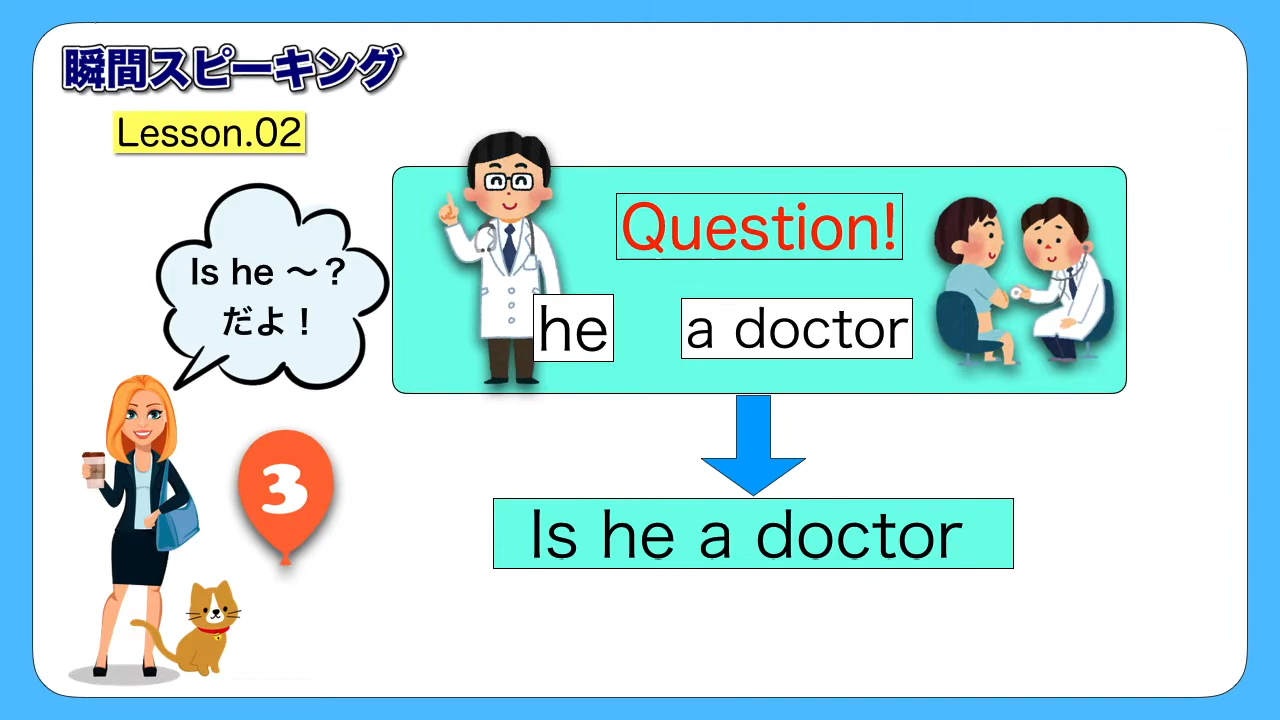 瞬間スピーキング
Lesson.02
Is he ～？
だよ！
Question!
he
a doctor
3
Is he a doctor